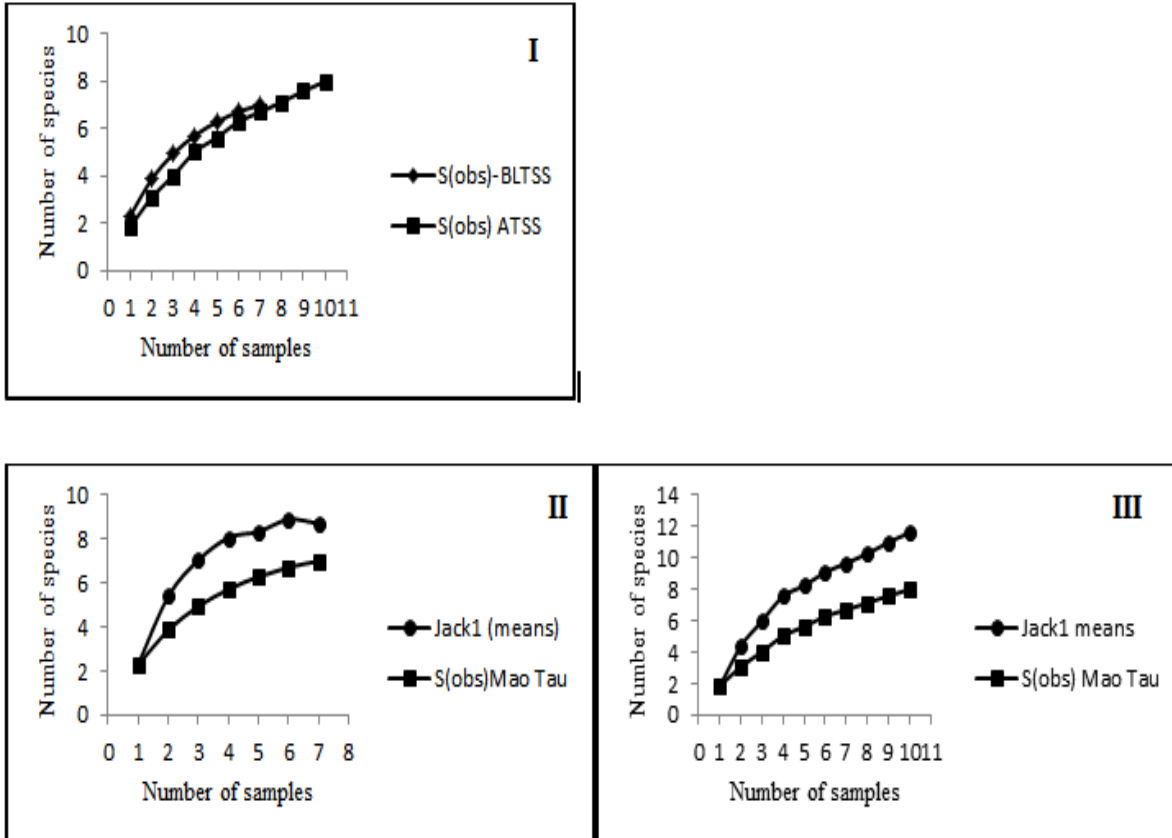 I
Number of species
10
8
6
4
2
0
0 1 2 3 4 5 6 7 8 9 1011
Number of samples
S(obs)-BLTSS
S(obs) ATSS
II
Number of species
10
8
6
4
2
0
0 1 2 3 4 5 6 7 8
Number of samples
Jack1 (means)
S(obs)Mao Tau
III
Number of species
14
12
10
8
6
4
2
0
0 1 2 3 4 5 6 7 8 9 1011
Number of samples
Jack1 means
S(obs) Mao Tau